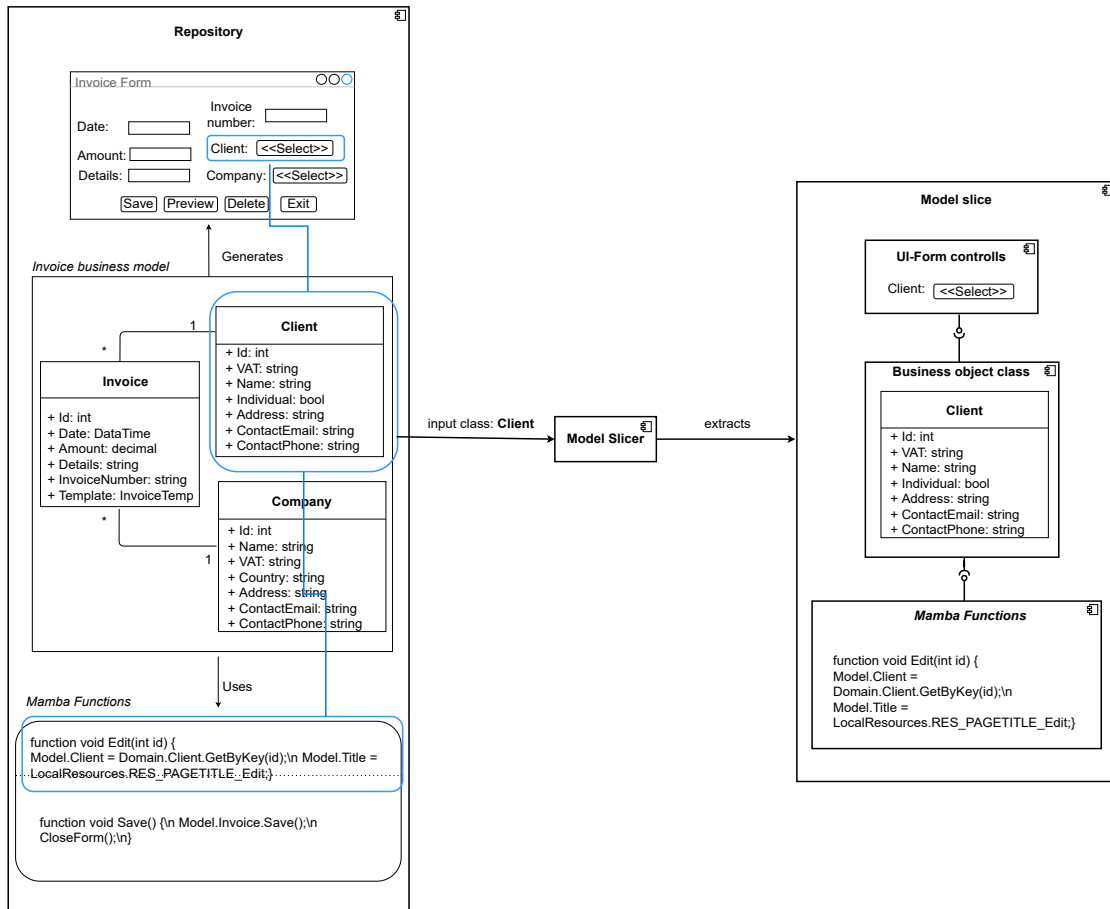 Repository
Invoice Form
Invoice
number:
Date:
Client: <<Select>>
Amount:
Details:
Company: <<Select>>
Save Preview Delete Exit
Generates
Invoice business model
1
*
Client
+ Id: int
+ VAT: string
+ Name: string
+ Individual: bool
+ Address: string
+ ContactEmail: string
+ ContactPhone: string
Invoice
+ Id: int
+ Date: DataTime
+ Amount: decimal
+ Details: string
+ InvoiceNumber: string
+ Template: InvoiceTemp
*
1
Company
+ Id: int
+ Name: string
+ VAT: string
+ Country: string
+ Address: string
+ ContactEmail: string
+ ContactPhone: string
Uses
Mamba Functions
function void Edit(int id) {
Model.Client = Domain.Client.GetByKey(id);\n Model.Title =
LocalResources.RES_PAGETITLE_Edit;}
function void Save() {\n Model.Invoice.Save();\n
CloseForm();\n}
input class: Client
Model Slicer
extracts
Model slice
UI-Form controlls
Client: <<Select>>
Business object class
Client
+ Id: int
+ VAT: string
+ Name: string
+ Individual: bool
+ Address: string
+ ContactEmail: string
+ ContactPhone: string
Mamba Functions
function void Edit(int id) {
Model.Client =
Domain.Client.GetByKey(id);\n
Model.Title =
LocalResources.RES_PAGETITLE_Edit;}